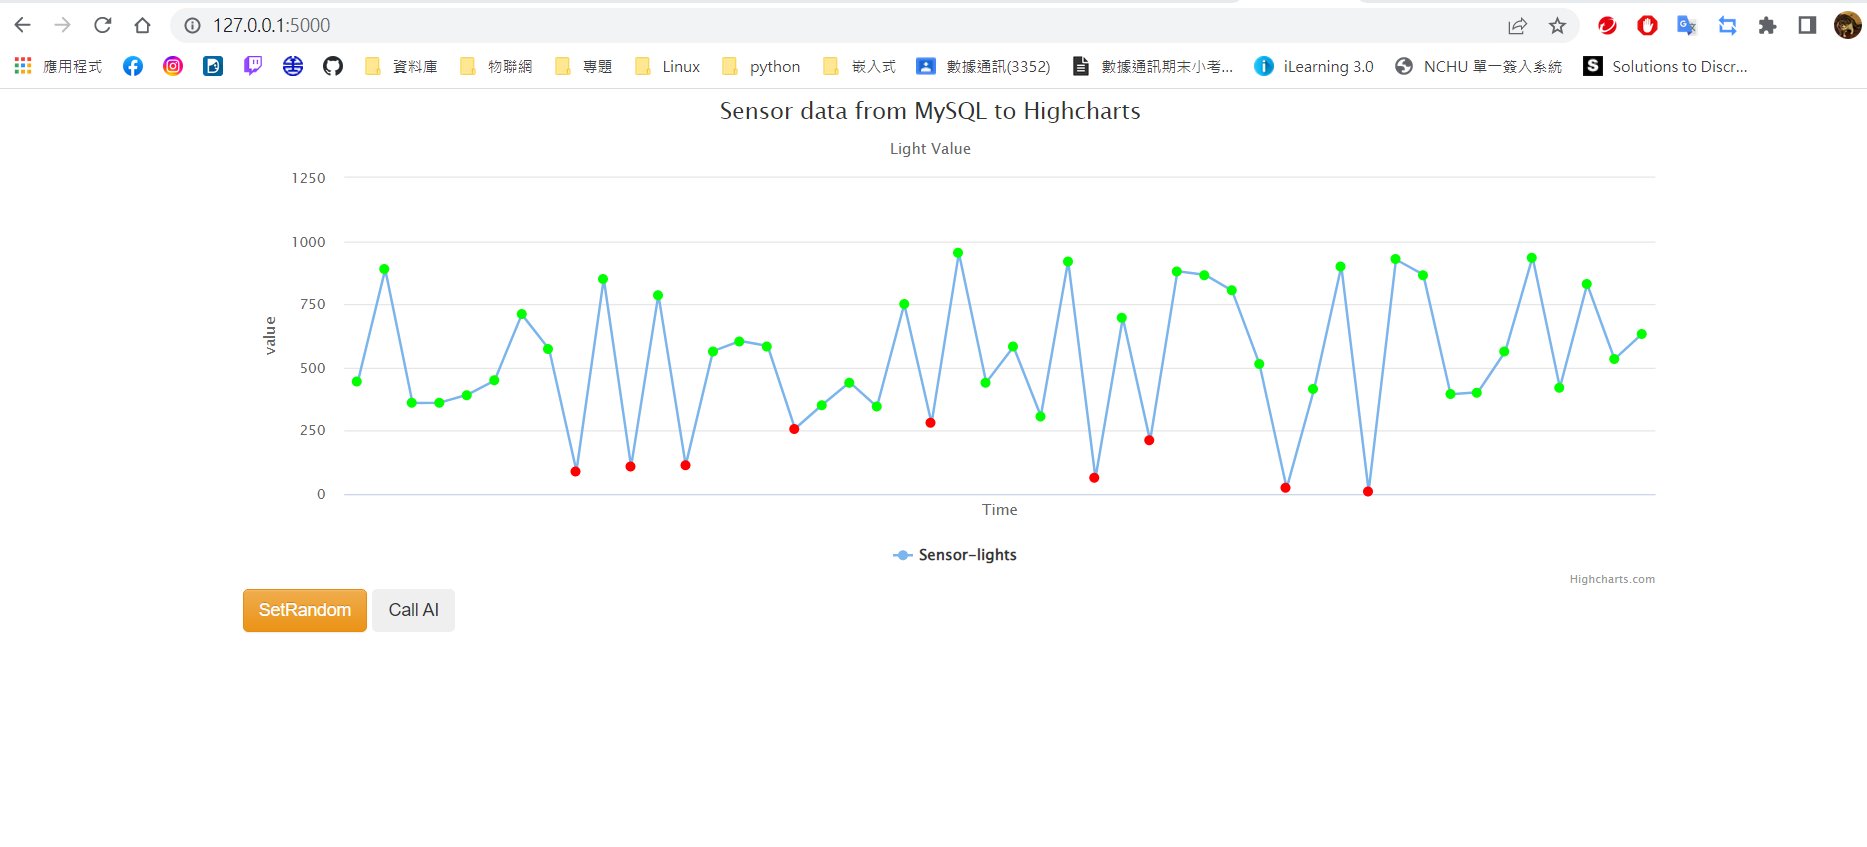 127.0.0.1:5000
應用程式 資料庫 物聯網 專題 Linux python 嵌入式 數據通訊(3352) 數據通訊期末小考... iLearning 3.0 NCHU 單一簽入系統 Solutions to Discr...
Sensor data from MySQL to Highcharts
Light Value
1250
1000
750
500
250
0
value
Time
Sensor-lights
Highcharts.com
SetRandom Call AI